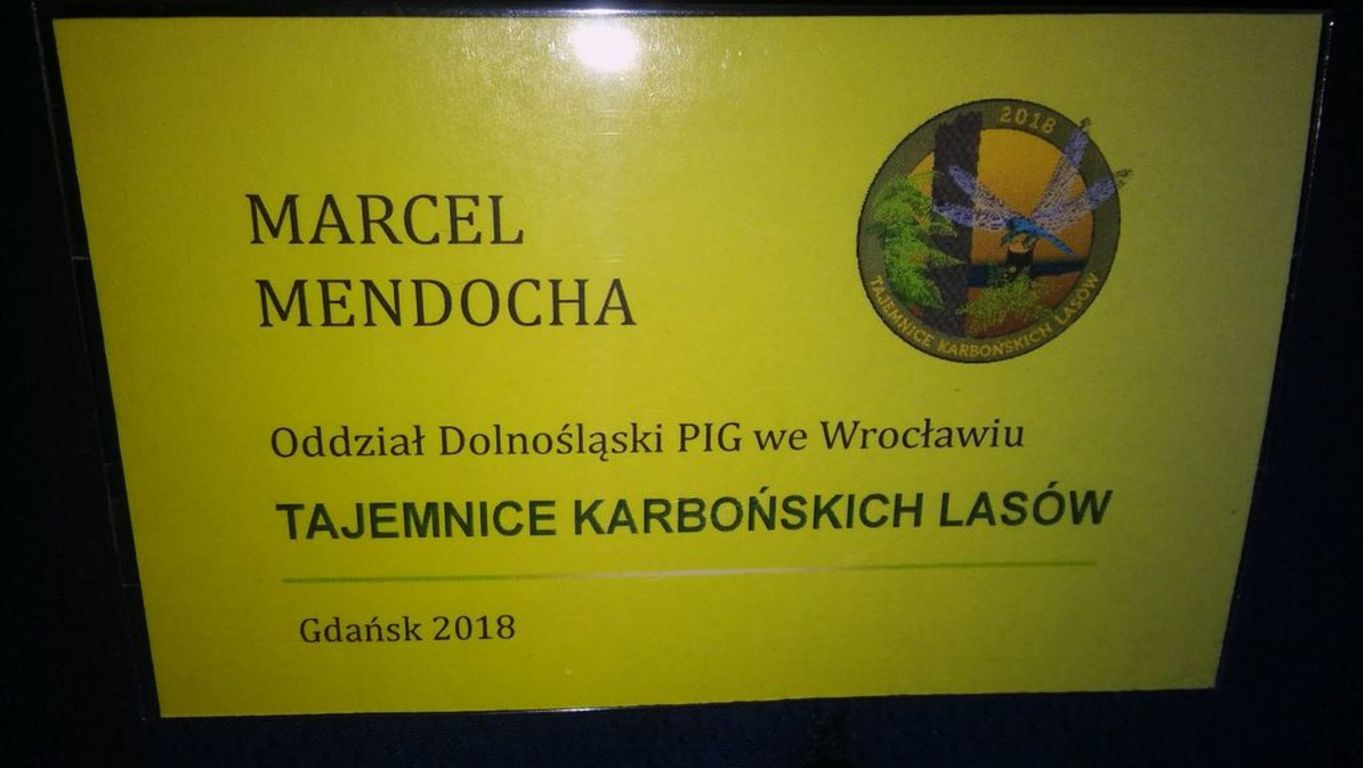 2018
MARCEL
MENDOCHA
TAJEMNICE KARBOŃSKICH LASÓW
Oddział Dolnośląski PIG we Wrocławiu
TAJEMNICE KARBOŃSKICH LASÓW
Gdańsk 2018